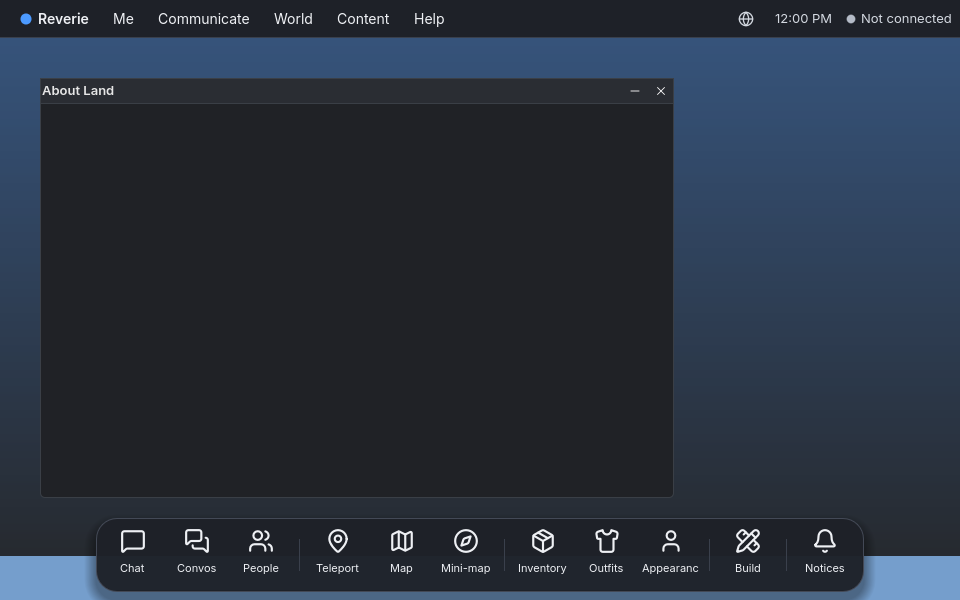 Reverie Me Communicate World Content Help 12:00 PM Not connected
About Land
Chat Convos People Teleport Map Mini-map Inventory Outfits Appearanc Build Notices